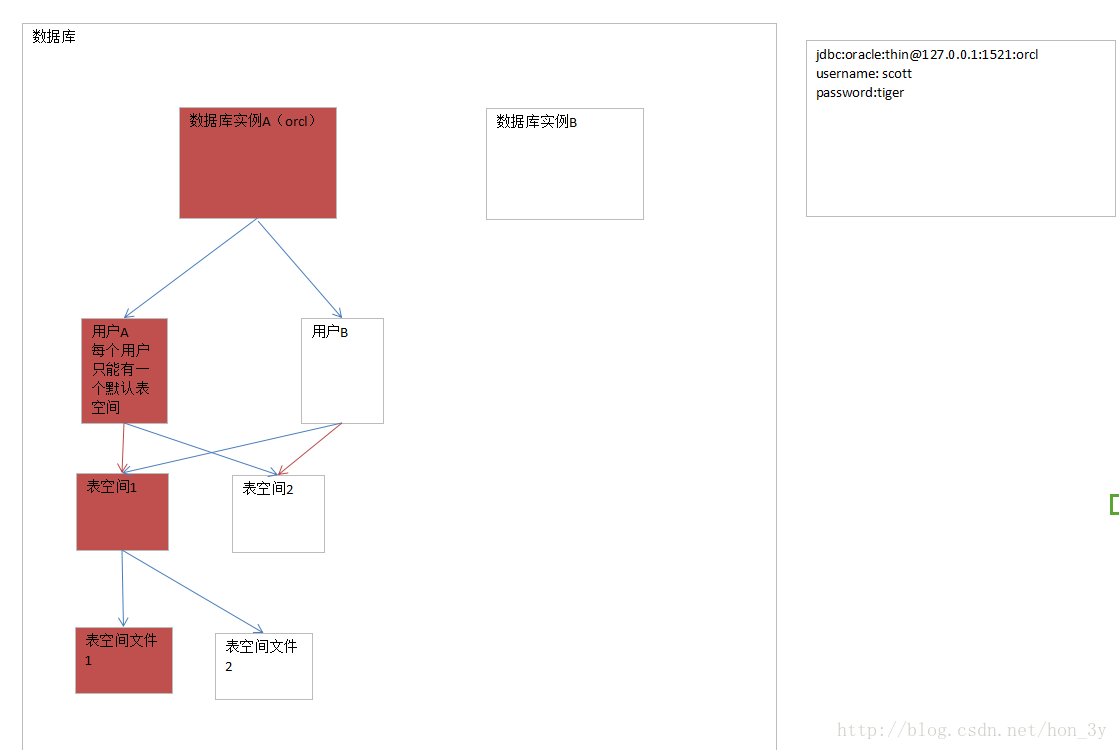 数据库
jdbc:oracle:thin@127.0.0.1:1521:orcl
username: scott
password:tiger
数据库实例A（orcl）
数据库实例B
用户A
每个用户
只能有一
个默认表
空间
用户B
表空间1
表空间2
表空间文件
1
表空间文件
2
http://blog.csdn.net/hon_3y